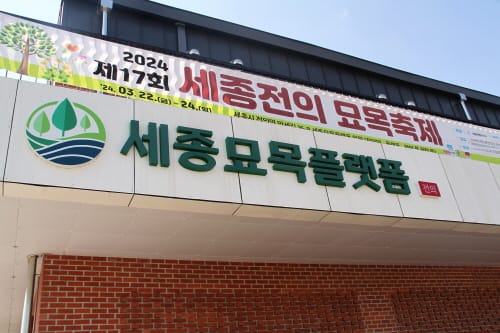 2024
제17회 세종전의 묘목축제
'24. 03. 22.(금) ~ 24.(일)
세종묘목플랫폼
전의